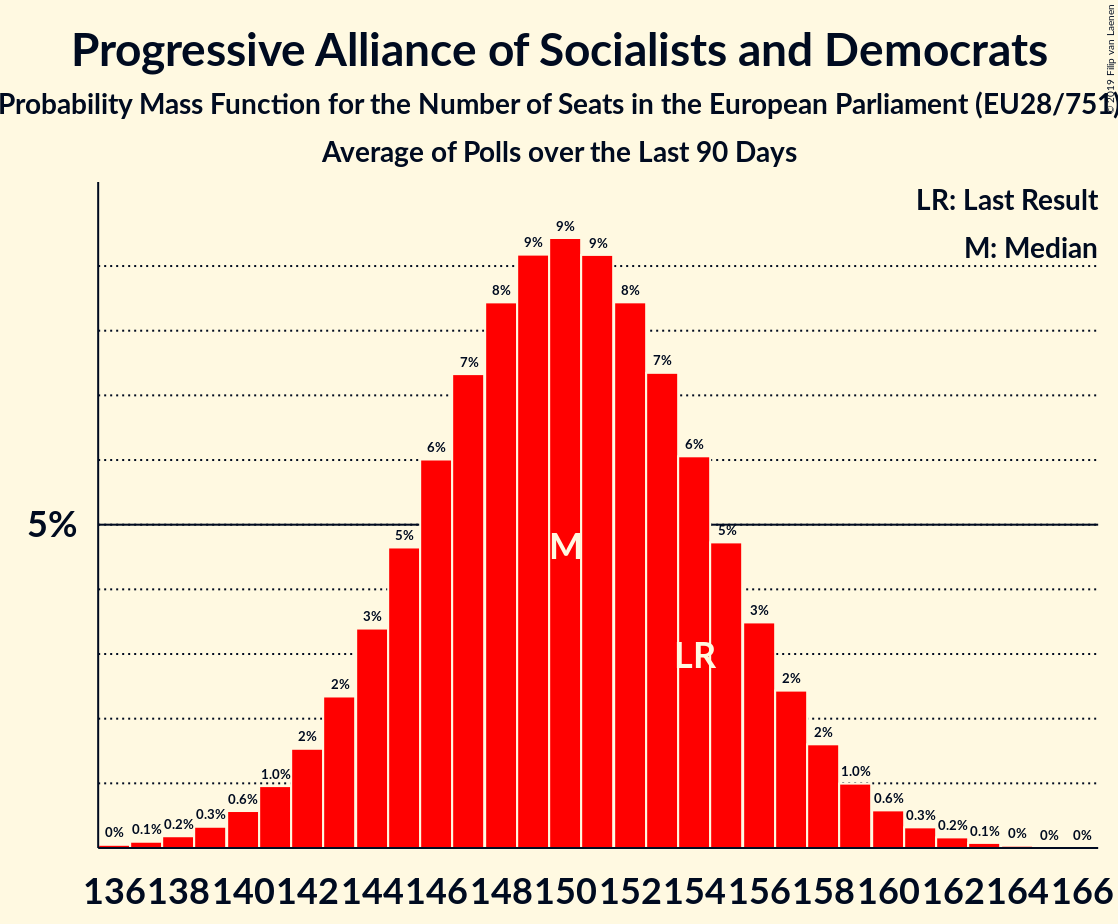 Progressive Alliance of Socialists and Democrats
Probability Mass Function for the Number of Seats in the European Parliament (EU28/751)
Average of Polls over the Last 90 Days
© 2019 Filip van Laenen
LR: Last Result
M: Median
5%
0% 0.1% 0.2% 0.3% 0.6% 1.0% 2% 2% 3% 5% 6% 7% 8% 9% 9% 9% 8% 7% 6% 5% 3% 2% 2% 1.0% 0.6% 0.3% 0.2% 0.1% 0% 0% 0%
M
LR
136 138 140 142 144 146 148 150 152 154 156 158 160 162 164 166